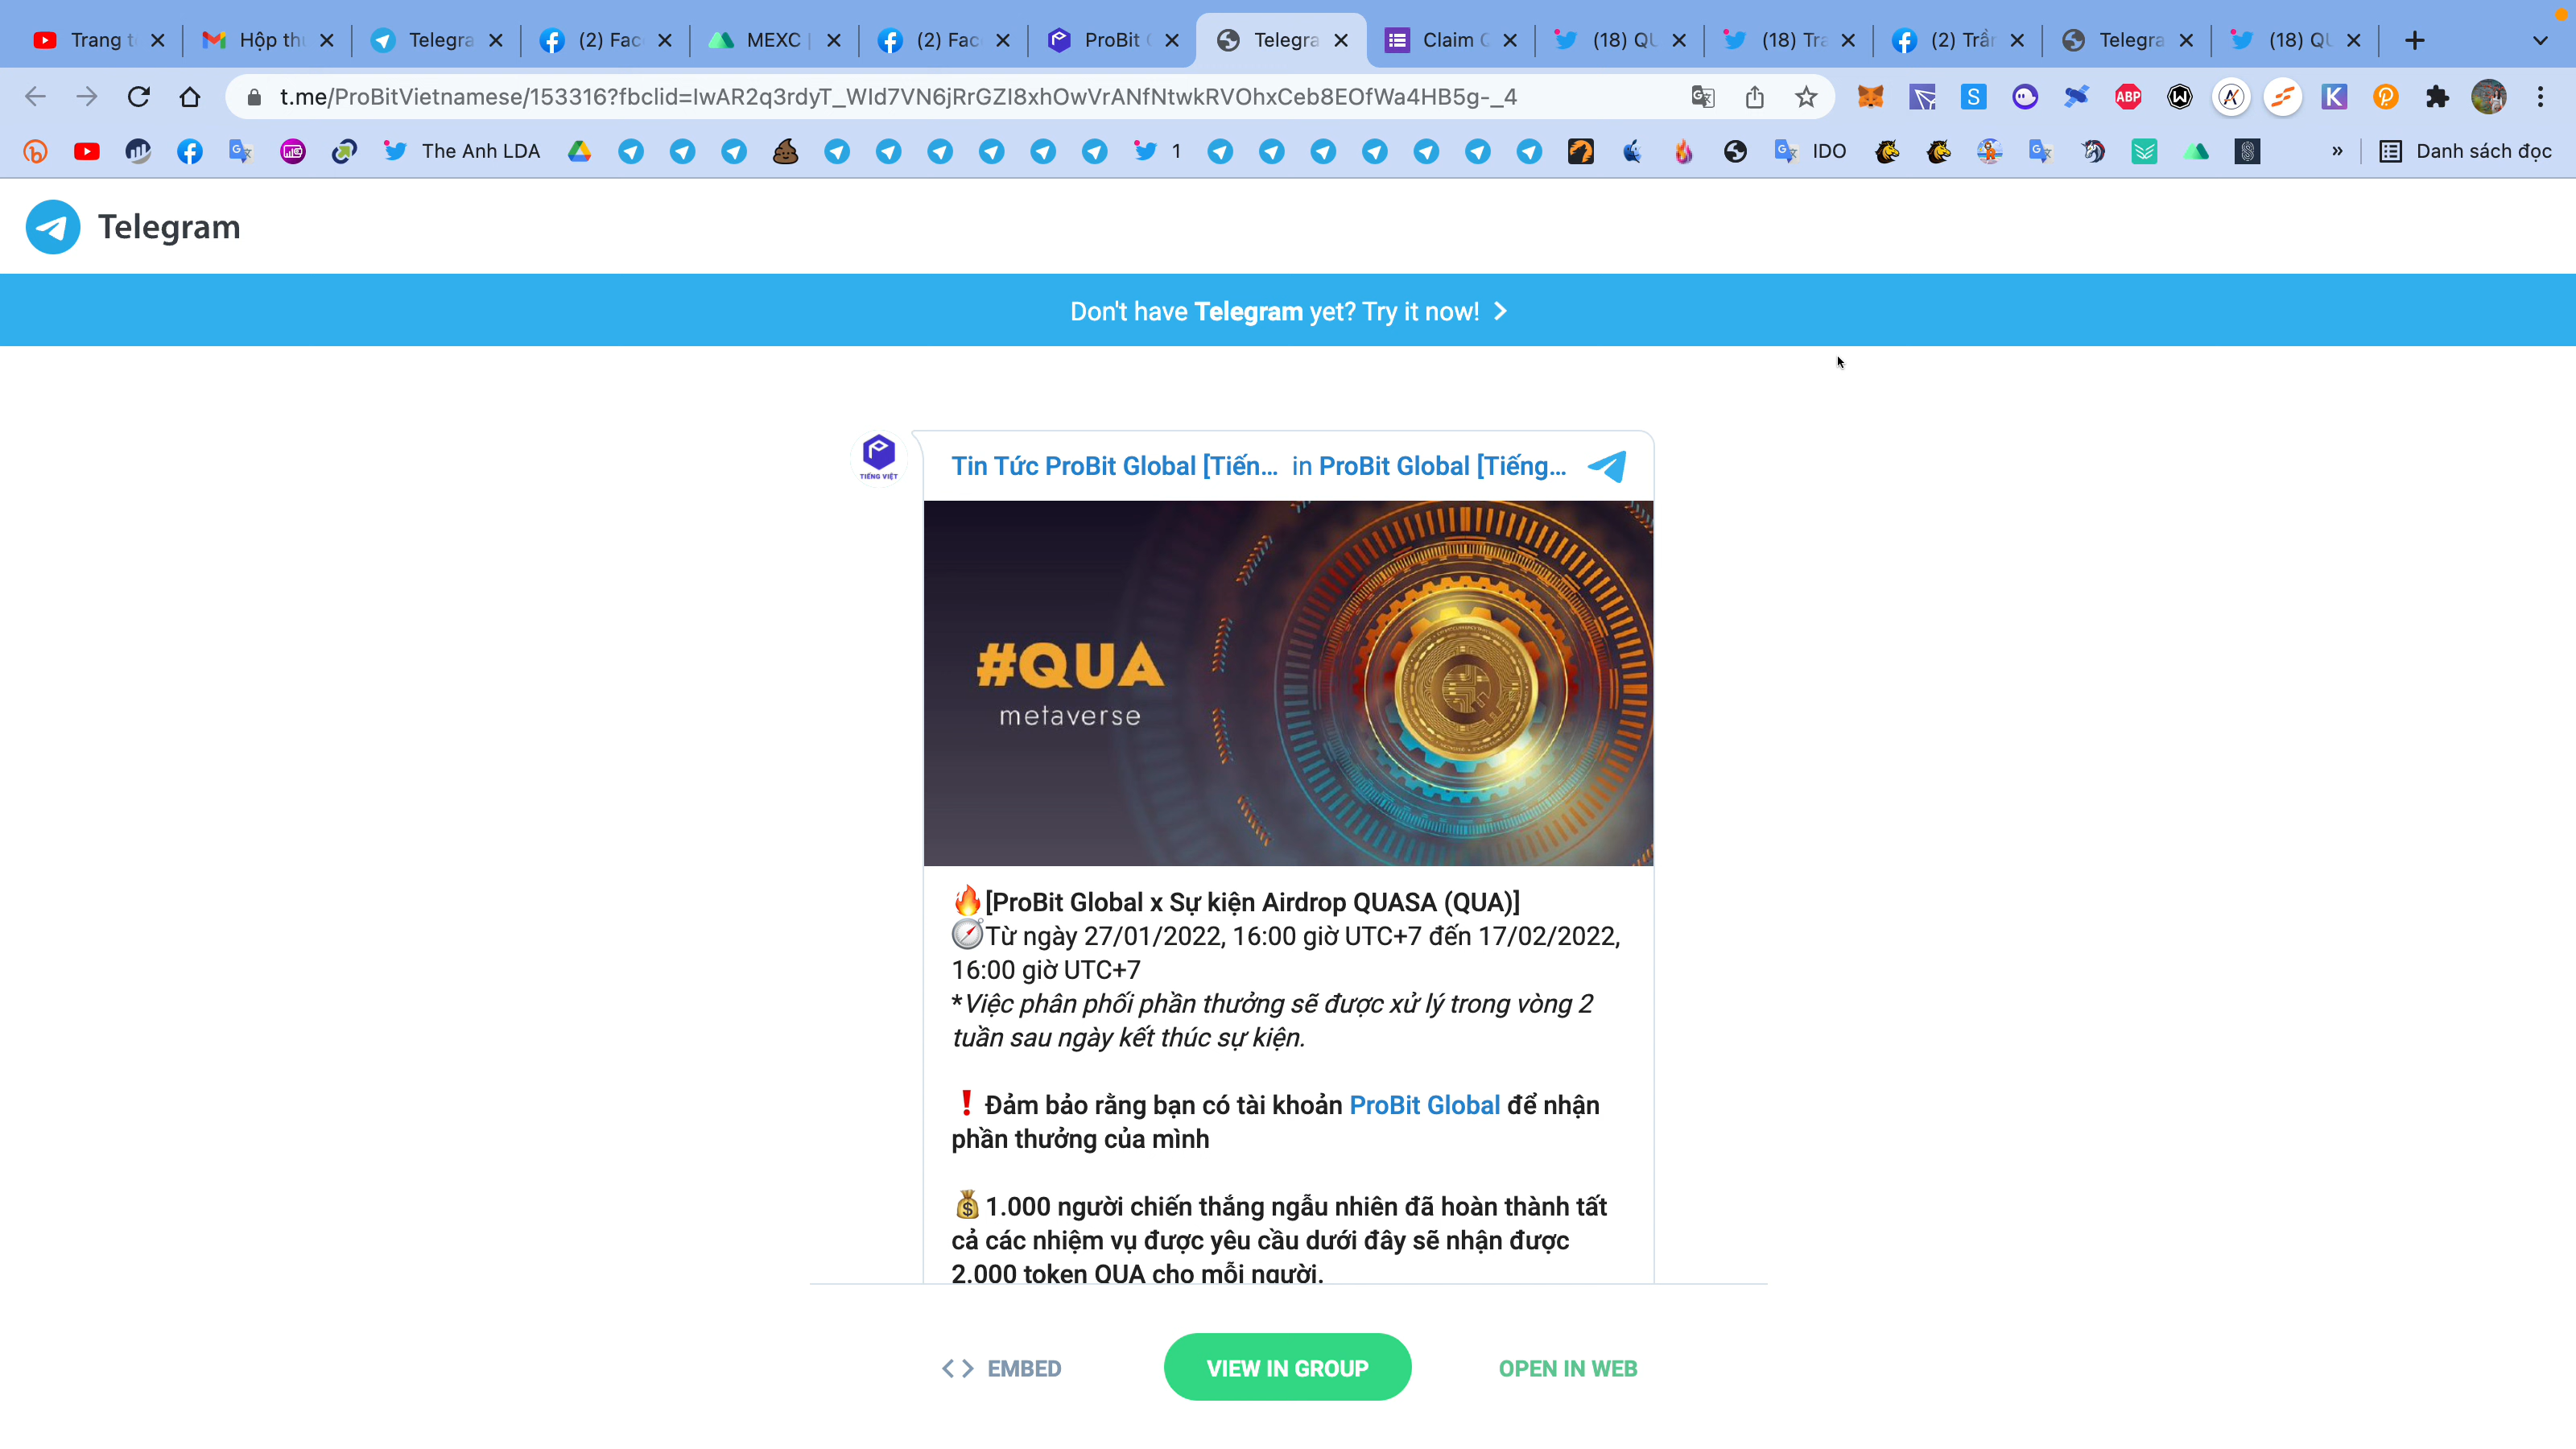 Trang t
Hộp th
Telegra
(2) Fac
MEXC |
(2) Fac
ProBit
Telegra
Claim
(18) QU
(18) Tra
(2) Trầ
Telegra
(18) QU
t.me/ProBitVietnamese/153316?fbclid=IwAR2q3rdyT_WId7VN6jRrGZI8xhOwVrANfNtwkRVOhxCeb8EOfWa4HB5g-_4
ABP
The Anh LDA
1
IDO
»
Danh sách đọc
Telegram
Don't have Telegram yet? Try it now!
TIẾNG VIỆT
Tin Tức ProBit Global [Tiến... in ProBit Global [Tiếng...
#QUA
metaverse
🔥[ProBit Global x Sự kiện Airdrop QUASA (QUA)]
🧭Từ ngày 27/01/2022, 16:00 giờ UTC+7 đến 17/02/2022,
16:00 giờ UTC+7
*Việc phân phối phần thưởng sẽ được xử lý trong vòng 2
tuần sau ngày kết thúc sự kiện.
❗ Đảm bảo rằng bạn có tài khoản ProBit Global để nhận
phần thưởng của mình
💰1.000 người chiến thắng ngẫu nhiên đã hoàn thành tất
cả các nhiệm vụ được yêu cầu dưới đây sẽ nhận được
2.000 token QUA cho mỗi người.
EMBED
VIEW IN GROUP
OPEN IN WEB